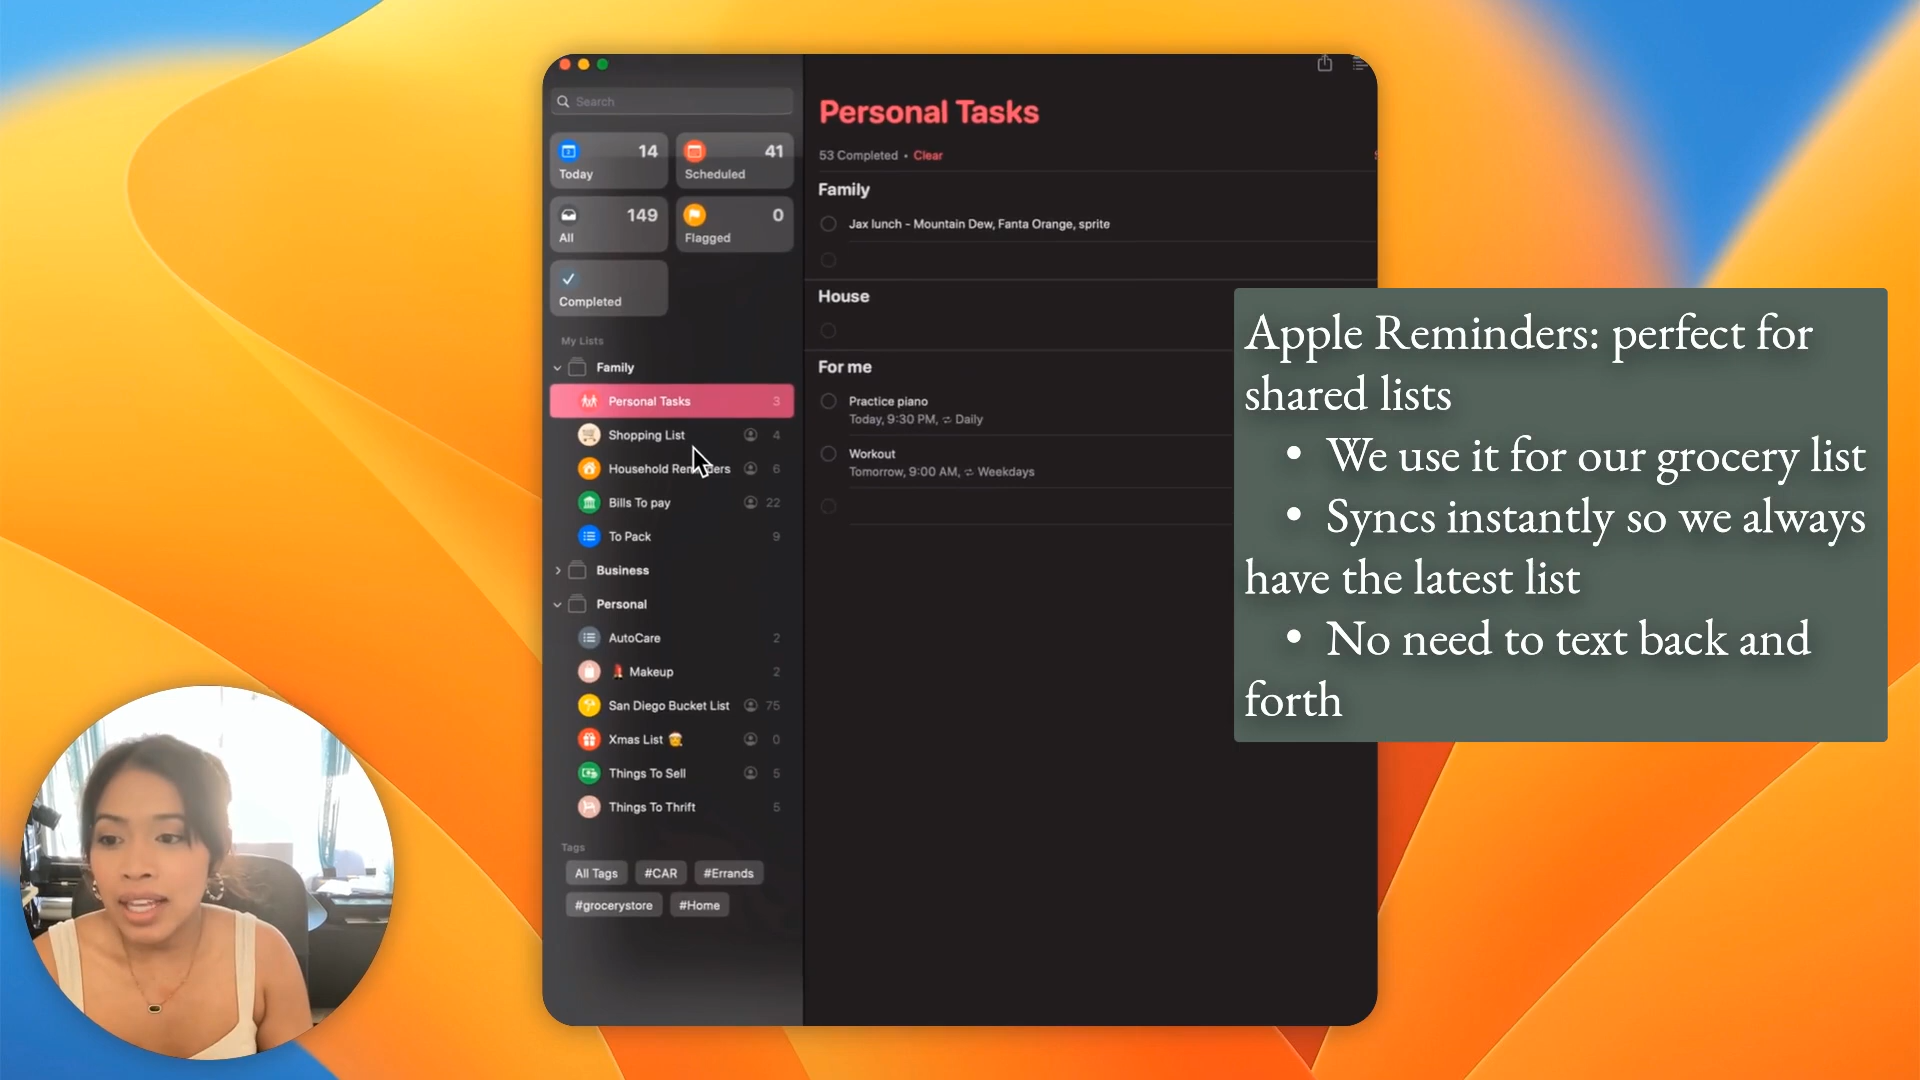 Search
14
Today
41
Scheduled
149
All
0
Flagged
Completed
My Lists
Family
Personal Tasks 3
Shopping List 4
Household Reminders 6
Bills To pay 22
To Pack 9
Business
Personal
AutoCare 2
Makeup 2
San Diego Bucket List 75
Xmas List 0
Things To Sell 5
Things To Thrift 5
Tags
All Tags #CAR #Errands
#grocerystore #Home
Personal Tasks
53 Completed • Clear
Family
Jax lunch - Mountain Dew, Fanta Orange, sprite
House
For me
Practice piano
Today, 9:30 PM, Daily
Workout
Tomorrow, 9:00 AM, Weekdays
Apple Reminders: perfect for
shared lists
• We use it for our grocery list
• Syncs instantly so we always
have the latest list
• No need to text back and
forth